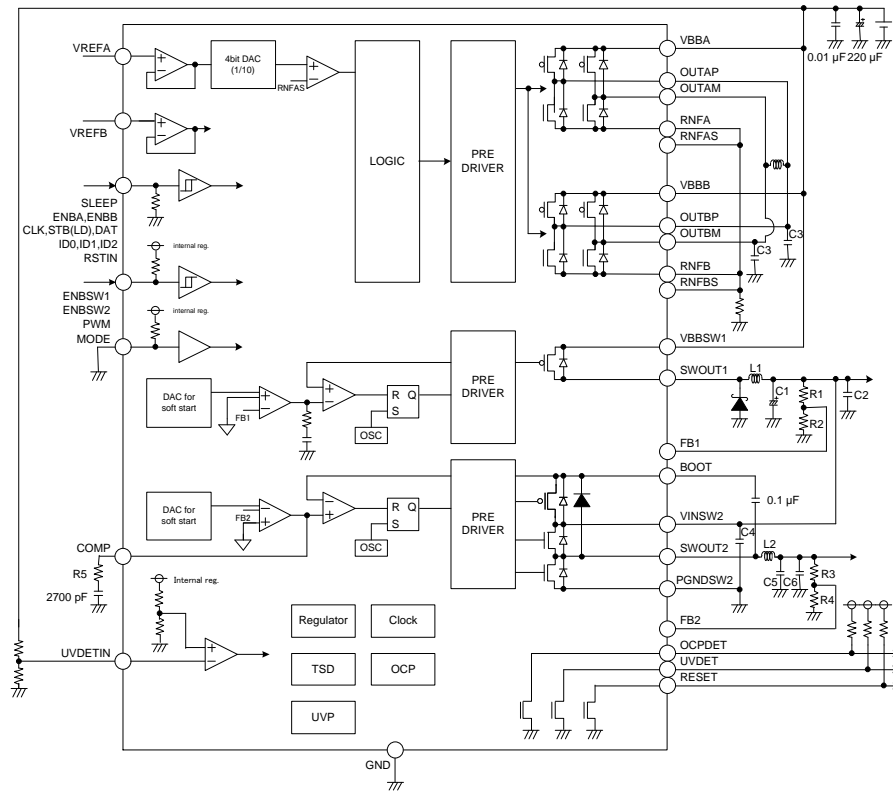 VREFA
4bit DAC
(1/10)
RNFAS
VREFB
SLEEP
ENBA,ENBB
CLK,STB(LD),DAT
ID0,ID1,ID2
RSTIN
internal reg.
ENBSW1
ENBSW2
PWM
MODE
internal reg.
LOGIC
PRE
DRIVER
VBBA
OUTAP
OUTAM
RNFA
RNFAS
VBBB
OUTBP
OUTBM
RNFB
RNFBS
0.01 µF
220 µF
+
C3
C3
DAC for
soft start
FB1
R Q
S
OSC
PRE
DRIVER
VBBSW1
SWOUT1
L1
C1
R1
R2
C2
FB1
DAC for
soft start
FB2
R Q
S
OSC
PRE
DRIVER
BOOT
0.1 µF
VINSW2
C4
SWOUT2
L2
PGNDSW2
C5
C6
R3
R4
FB2
COMP
R5
2700 pF
Internal reg.
UVDETIN
Regulator
Clock
TSD
OCP
UVP
OCPDET
UVDET
RESET
GND